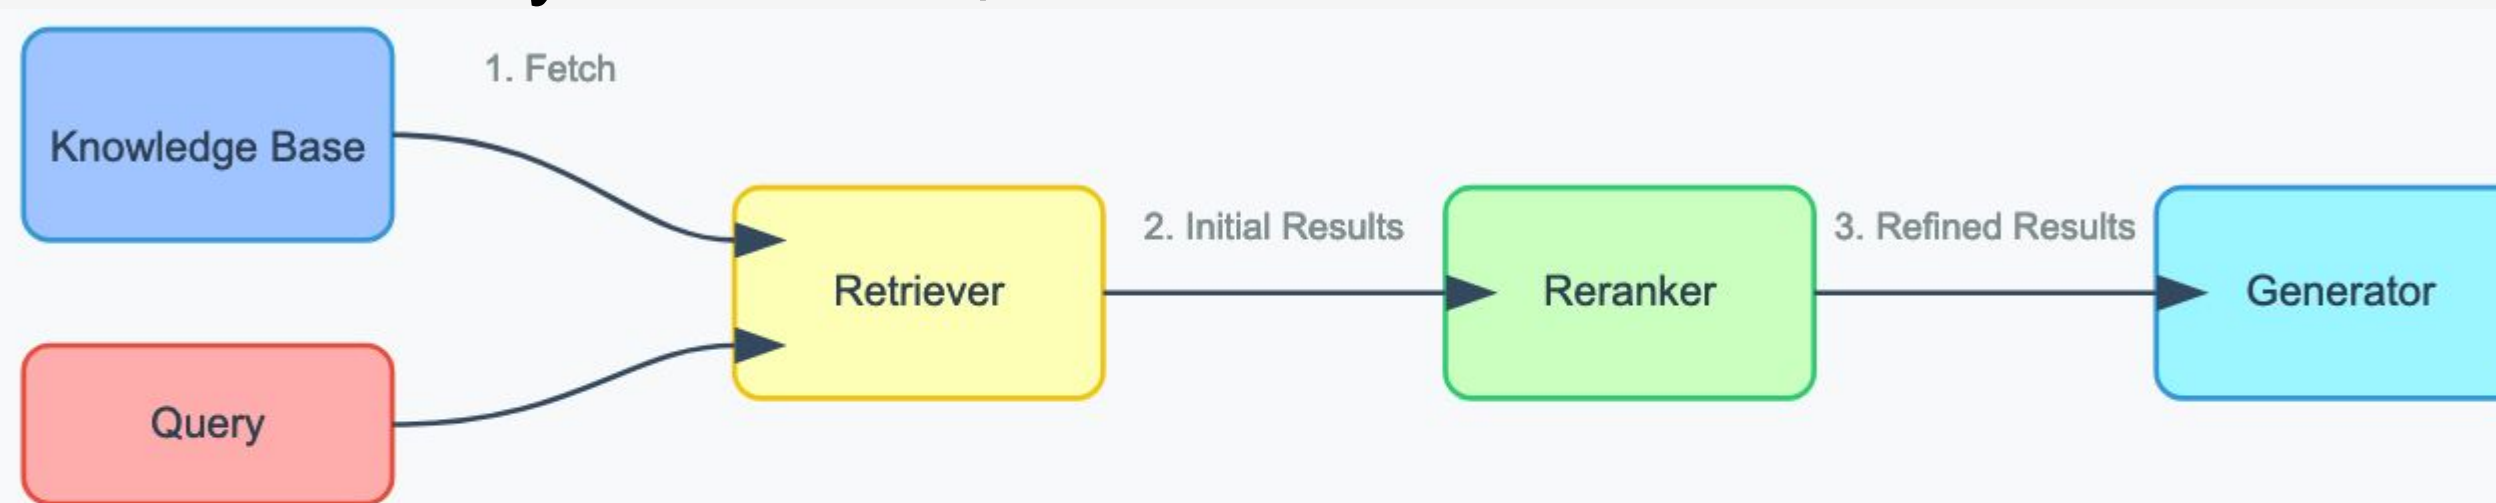 1. Fetch
Knowledge Base
2. Initial Results
3. Refined Results
Retriever
Reranker
Generator
Query